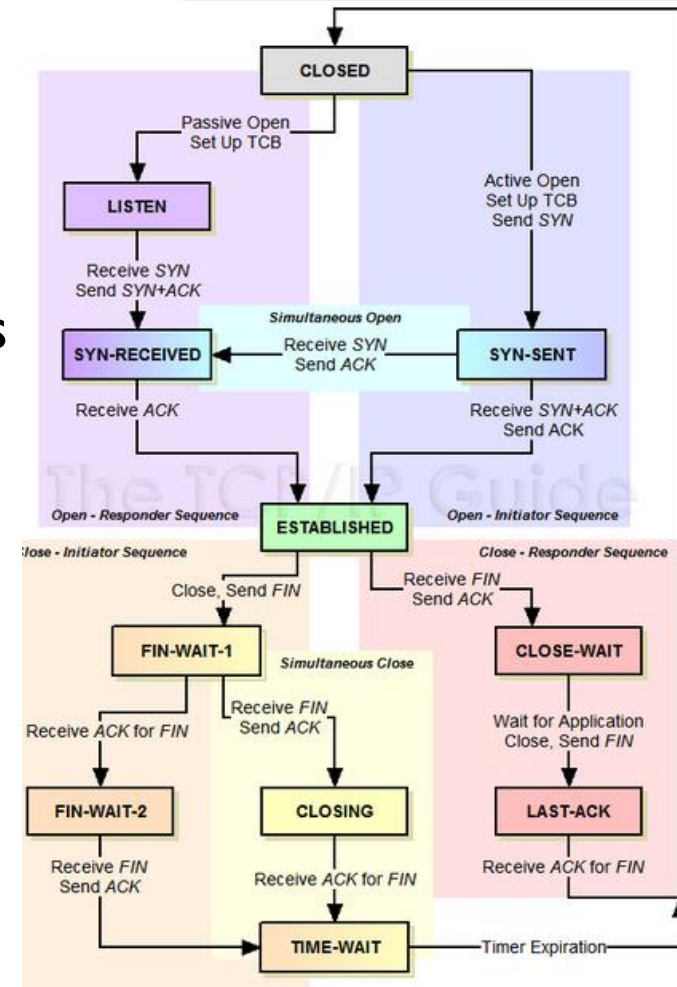 CLOSED
Passive Open
Set Up TCB
Active Open
Set Up TCB
Send SYN
LISTEN
Receive SYN
Send SYN+ACK
s
Simultaneous Open
SYN-RECEIVED
Receive SYN
Send ACK
SYN-SENT
Receive ACK
Receive SYN+ACK
Send ACK
The TCP/IP Guide
Open - Responder Sequence
ESTABLISHED
Open - Initiator Sequence
Close - Initiator Sequence
Close - Responder Sequence
Close, Send FIN
Receive FIN
Send ACK
FIN-WAIT-1
Simultaneous Close
CLOSE-WAIT
Receive ACK for FIN
Receive FIN
Send ACK
Wait for Application
Close, Send FIN
FIN-WAIT-2
CLOSING
LAST-ACK
Receive FIN
Send ACK
Receive ACK for FIN
Receive ACK for FIN
TIME-WAIT
Timer Expiration